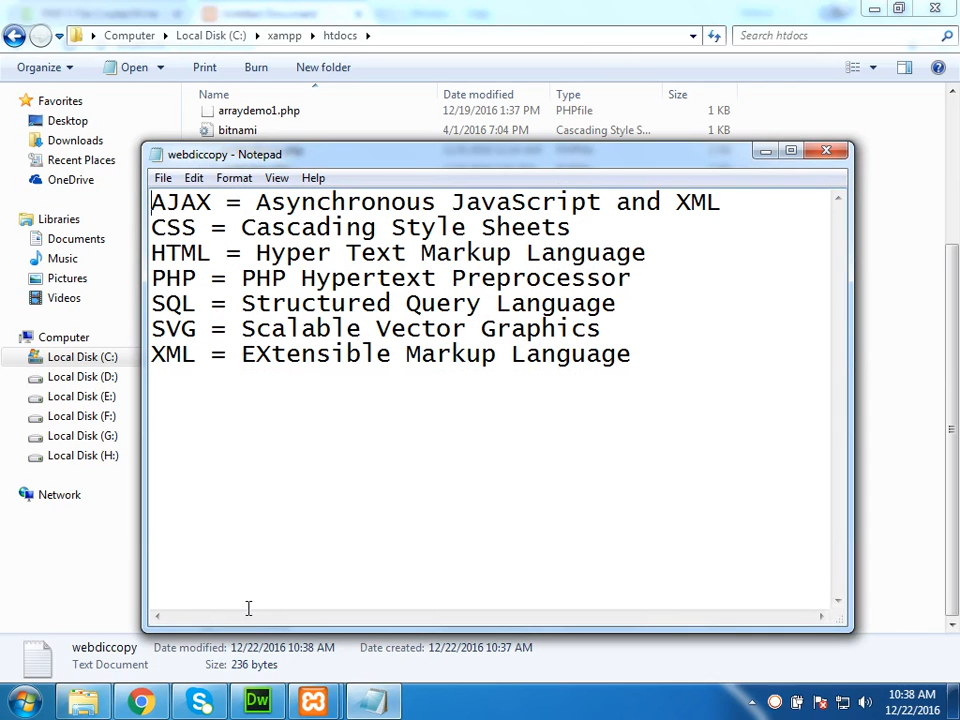 Computer ▸ Local Disk (C:) ▸ xampp ▸ htdocs ▸
Search htdocs
Organize
Open
Print
Burn
New folder
Name
Date modified
Type
Size
arraydemo1.php
12/19/2016 1:37 PM
PHPfile
1 KB
bitnami
4/1/2016 7:04 PM
Cascading Style S...
1 KB
Favorites
Desktop
Downloads
Recent Places
OneDrive
Libraries
Documents
Music
Pictures
Videos
Computer
Local Disk (C:)
Local Disk (D:)
Local Disk (E:)
Local Disk (F:)
Local Disk (G:)
Local Disk (H:)
Network
webdiccopy - Notepad
File Edit Format View Help
AJAX = Asynchronous JavaScript and XML
CSS = Cascading Style Sheets
HTML = Hyper Text Markup Language
PHP = PHP Hypertext Preprocessor
SQL = Structured Query Language
SVG = Scalable Vector Graphics
XML = EXtensible Markup Language
webdiccopy
Date modified: 12/22/2016 10:38 AM
Date created: 12/22/2016 10:37 AM
Text Document
Size: 236 bytes
Dw
10:38 AM
12/22/2016